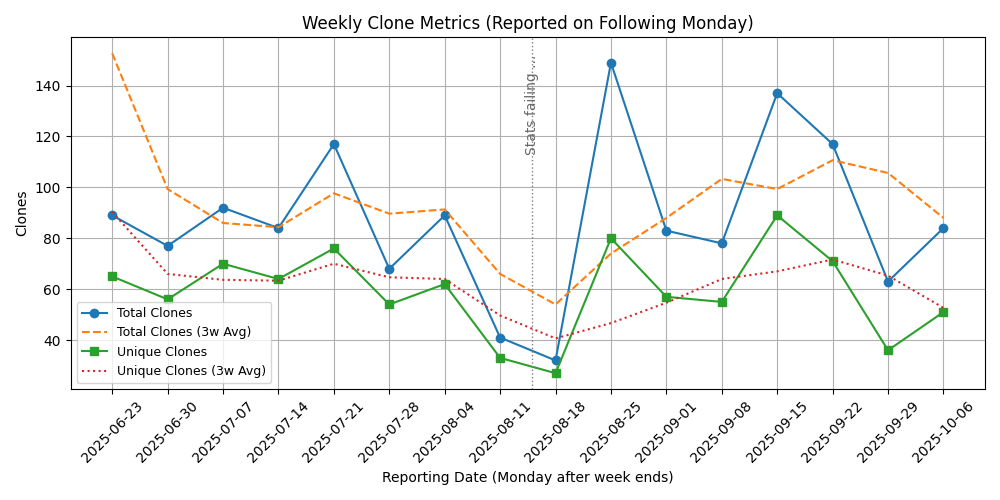 Weekly Clone Metrics (Reported on Following Monday)
Clones
140
120
100
80
60
40
Stats failing ...
Total Clones
Total Clones (3w Avg)
Unique Clones
Unique Clones (3w Avg)
2025-06-23
2025-06-30
2025-07-07
2025-07-14
2025-07-21
2025-07-28
2025-08-04
2025-08-11
2025-08-18
2025-08-25
2025-09-01
2025-09-08
2025-09-15
2025-09-22
2025-09-29
2025-10-06
Reporting Date (Monday after week ends)